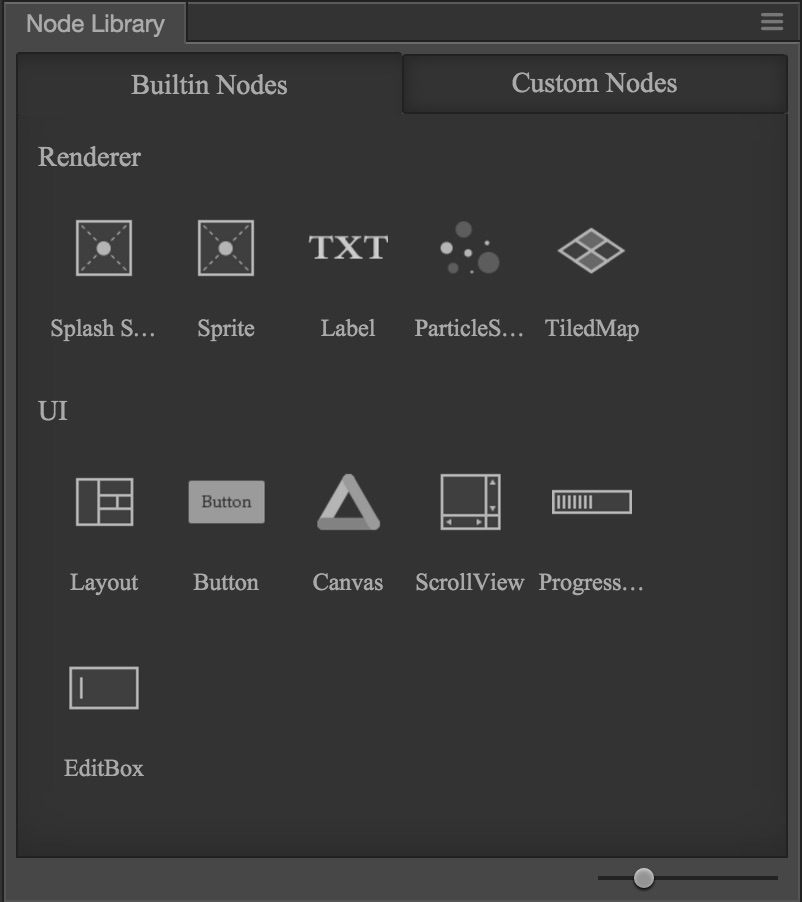 Node Library
Builtin Nodes Custom Nodes
Renderer
TXT
Splash S... Sprite Label ParticleS... TiledMap
UI
Button
Layout Button Canvas ScrollView Progress...
EditBox